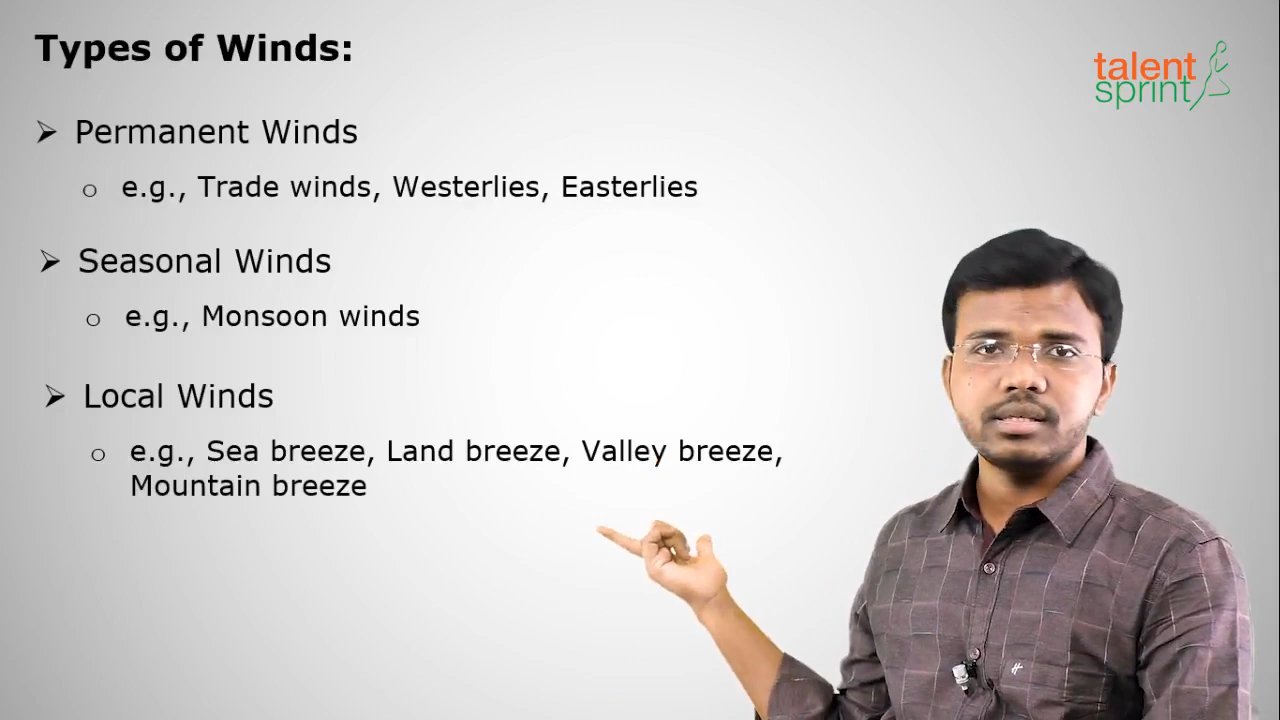 Types of Winds:
talent
sprint
➢ Permanent Winds
o e.g., Trade winds, Westerlies, Easterlies
➢ Seasonal Winds
o e.g., Monsoon winds
➢ Local Winds
o e.g., Sea breeze, Land breeze, Valley breeze,
Mountain breeze